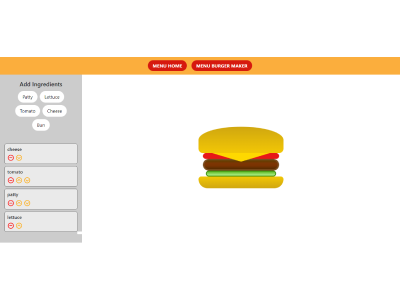 MENU HOME MENU BURGER MAKER
Add Ingredients
Patty Lettuce
Tomato Cheese
Bun
cheese
tomato
patty
lettuce